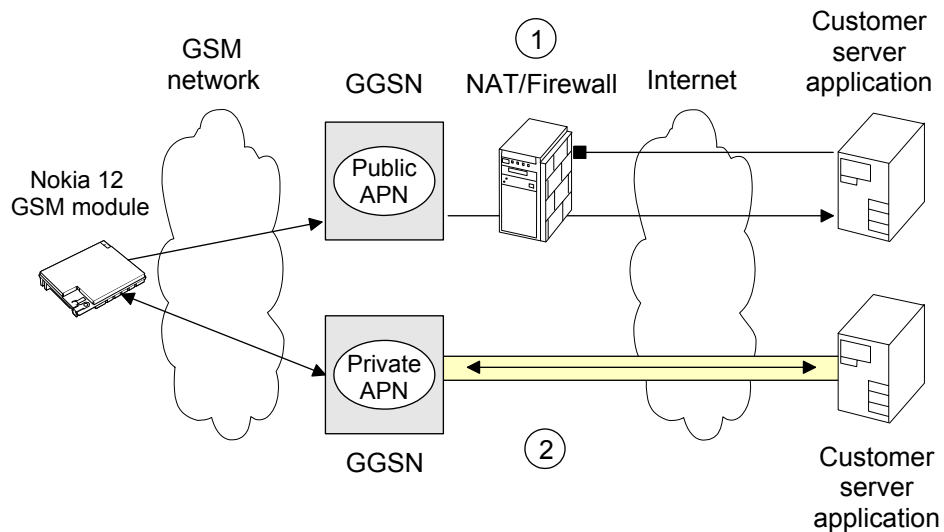 1
Customer
server
application
GSM
network
GGSN
NAT/Firewall
Internet
Public
APN
Nokia 12
GSM module
Private
APN
2
GGSN
Customer
server
application